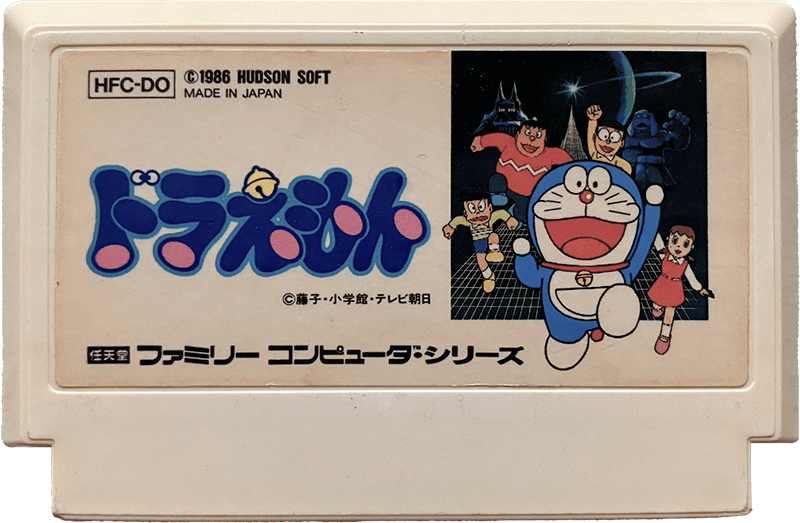 HFC-DO
©1986 HUDSON SOFT
MADE IN JAPAN
ドラえもん
©藤子・小学館・テレビ朝日
任天堂 ファミリー コンピュータ™・シリーズ